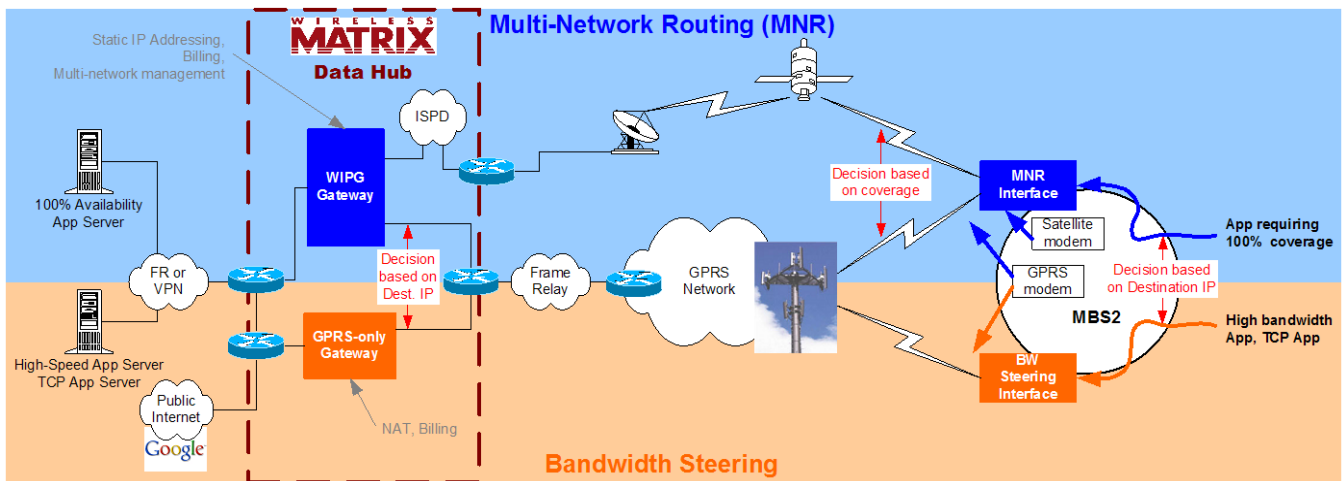 Multi-Network Routing (MNR)
WIRELESS
MATRIX
Data Hub
Static IP Addressing,
Billing,
Multi-network management
ISPD
WIPG
Gateway
100% Availability
App Server
Decision based
on coverage
MNR
Interface
Satellite
modem
App requiring
100% coverage
FR or
VPN
Decision
based on
Dest. IP
Frame
Relay
GPRS
Network
GPRS
modem
Decision based
on Destination IP
MBS2
High-Speed App Server
TCP App Server
GPRS-only
Gateway
High bandwidth
App, TCP App
BW
Steering
Interface
Public
Internet
Google
TM
NAT, Billing
Bandwidth Steering